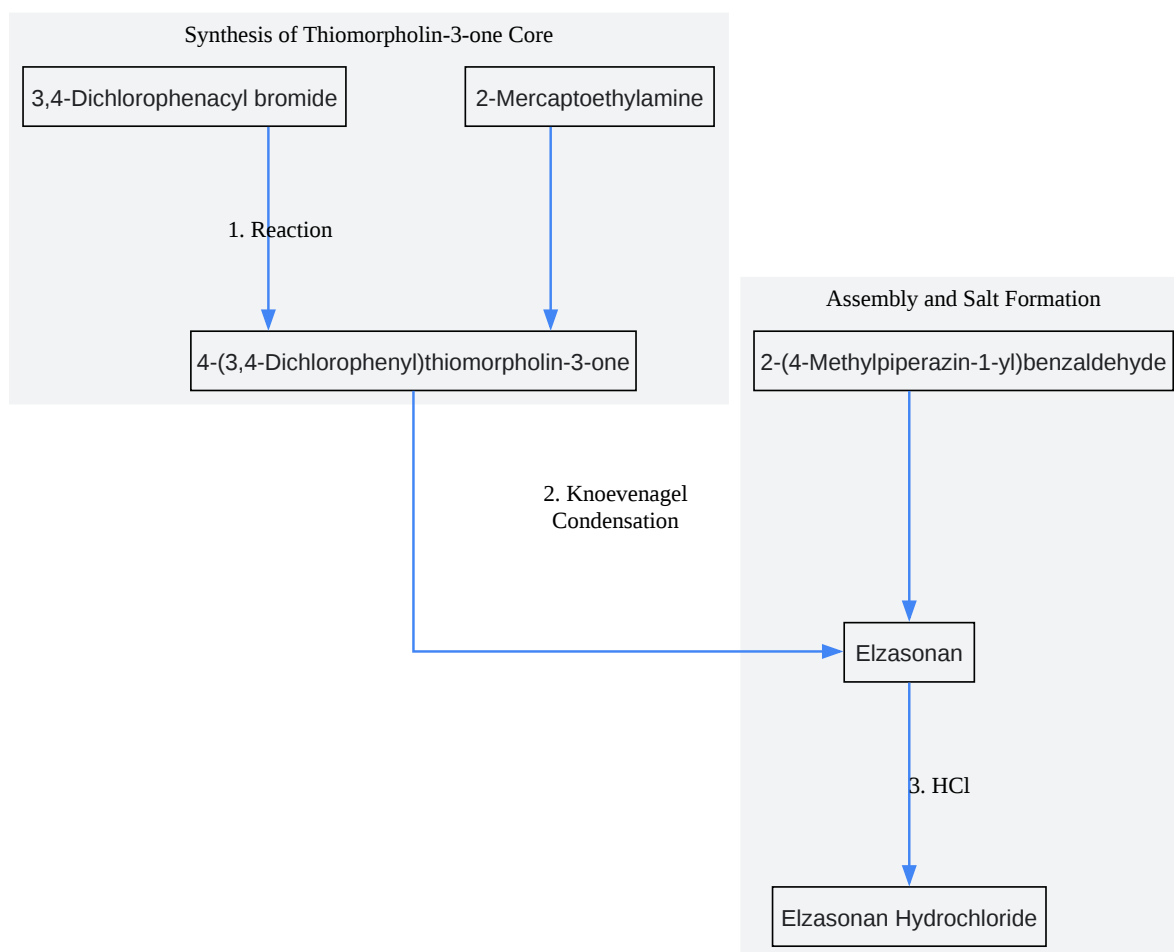 Synthesis of Thiomorpholin-3-one Core
3,4-Dichlorophenacyl bromide
2-Mercaptoethylamine
1. Reaction
4-(3,4-Dichlorophenyl)thiomorpholin-3-one
Assembly and Salt Formation
2-(4-Methylpiperazin-1-yl)benzaldehyde
2. Knoevenagel
Condensation
Elzasonan
3. HCl
Elzasonan Hydrochloride